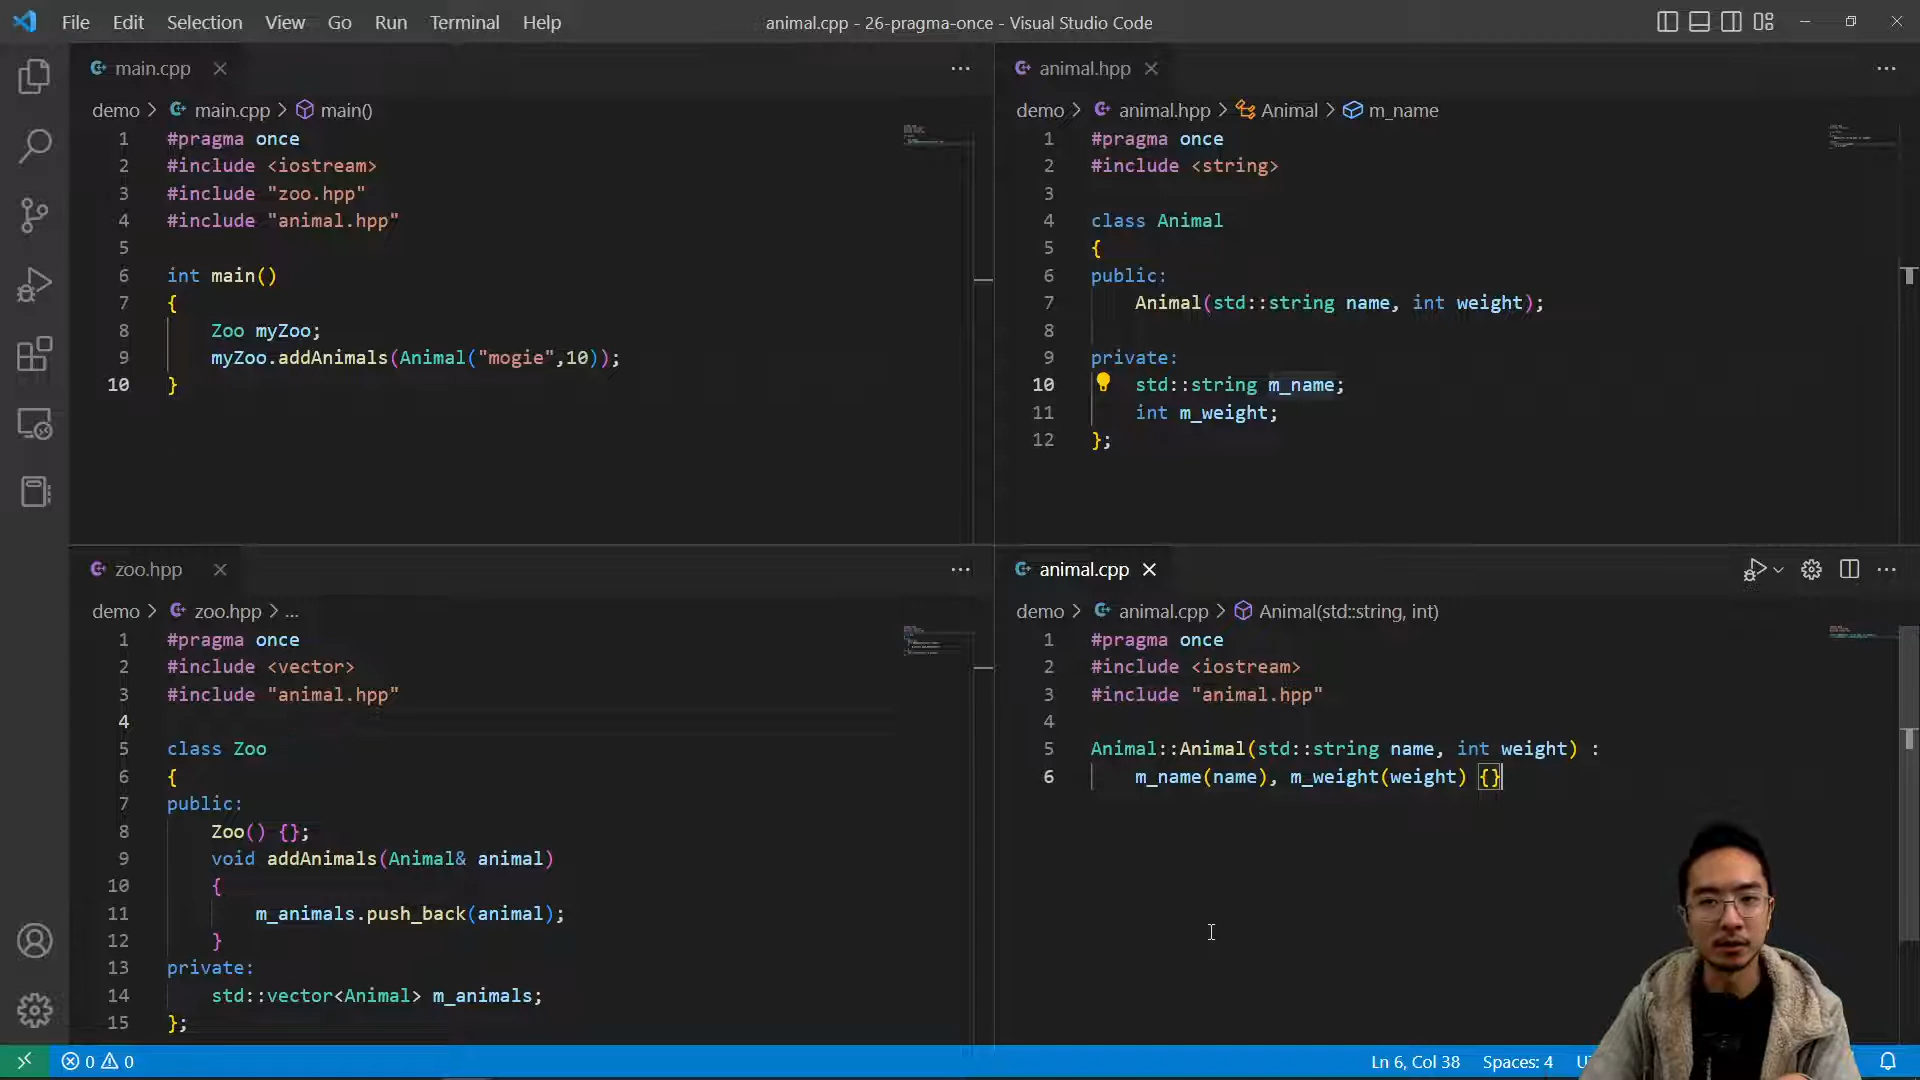 File Edit Selection View Go Run Terminal Help
animal.cpp - 26-pragma-once - Visual Studio Code
main.cpp
demo > main.cpp > main()
1 #pragma once
2 #include <iostream>
3 #include "zoo.hpp"
4 #include "animal.hpp"
5
6 int main()
7 {
8 Zoo myZoo;
9 myZoo.addAnimals(Animal("mogie",10));
10 }
animal.hpp
demo > animal.hpp > Animal > m_name
1 #pragma once
2 #include <string>
3
4 class Animal
5 {
6 public:
7 Animal(std::string name, int weight);
8
9 private:
10 std::string m_name;
11 int m_weight;
12 };
zoo.hpp
demo > zoo.hpp > ...
1 #pragma once
2 #include <vector>
3 #include "animal.hpp"
4
5 class Zoo
6 {
7 public:
8 Zoo() {};
9 void addAnimals(Animal& animal)
10 {
11 m_animals.push_back(animal);
12 }
13 private:
14 std::vector<Animal> m_animals;
15 };
animal.cpp
demo > animal.cpp > Animal(std::string, int)
1 #pragma once
2 #include <iostream>
3 #include "animal.hpp"
4
5 Animal::Animal(std::string name, int weight) :
6 m_name(name), m_weight(weight) {}
0 0
Ln 6, Col 38 Spaces: 4